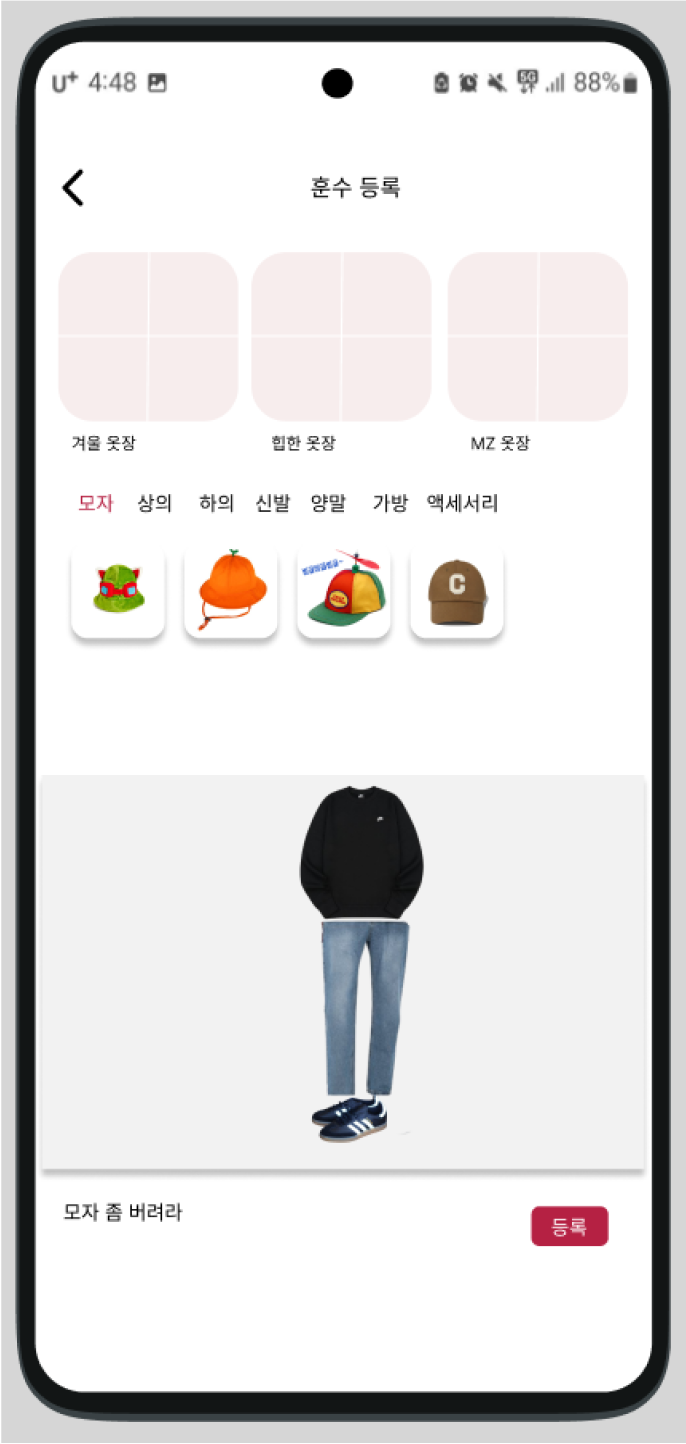 U⁺ 4:48 5G 88%
훈수 등록
겨울 옷장 힙한 옷장 MZ 옷장
모자 상의 하의 신발 양말 가방 액세서리
C
모자 좀 버려라
등록